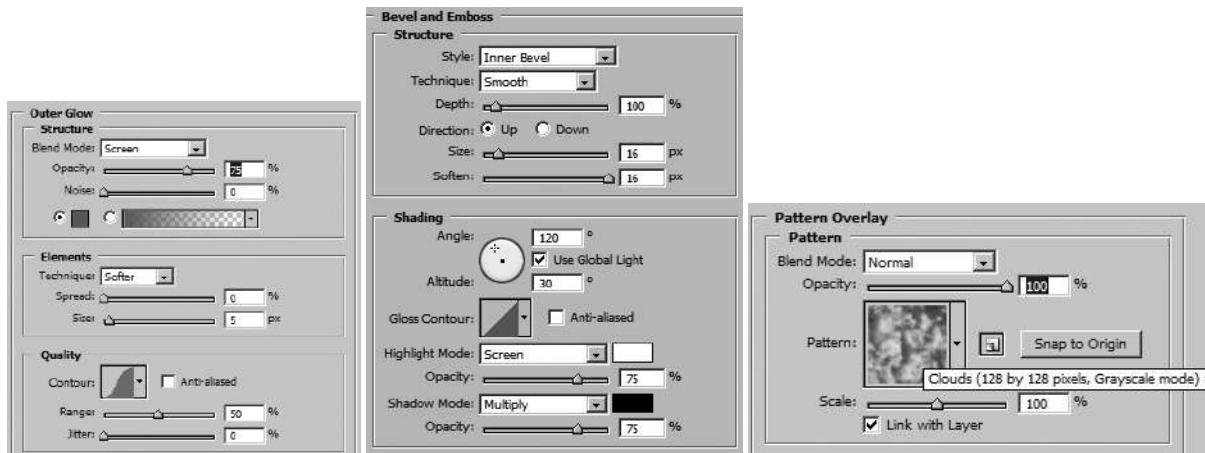 Outer Glow
Structure
Blend Mode: Screen
Opacity: 75 %
Noise: 0 %
Elements
Technique: Softer
Spread: 0 %
Size: 5 px
Quality
Contour: Anti-aliased
Range: 50 %
Jitter: 0 %
Bevel and Emboss
Structure
Style: Inner Bevel
Technique: Smooth
Depth: 100 %
Direction: Up Down
Size: 16 px
Soften: 16 px
Shading
Angle: 120 °
Use Global Light
Altitude: 30 °
Gloss Contour: Anti-aliased
Highlight Mode: Screen
Opacity: 75 %
Shadow Mode: Multiply
Opacity: 75 %
Pattern Overlay
Pattern
Blend Mode: Normal
Opacity: 100 %
Pattern: Snap to Origin
Clouds (128 by 128 pixels, Grayscale mode)
Scale: 100 %
Link with Layer